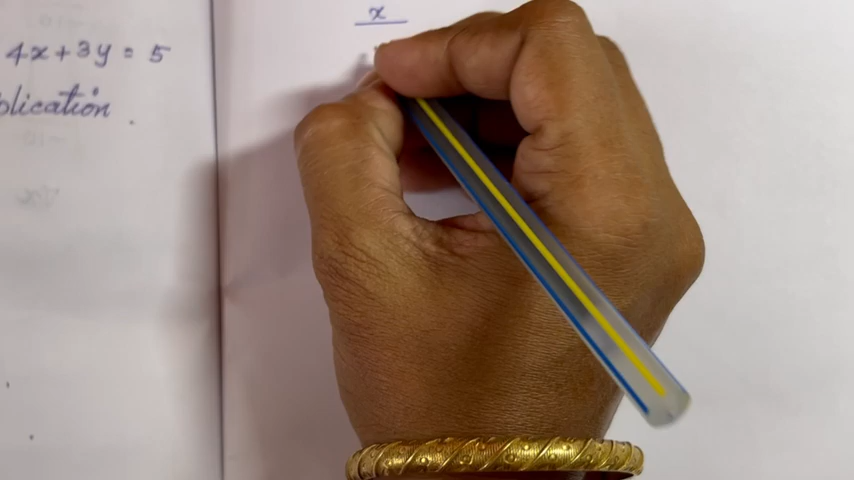 4x+3y = 5
plication.
x